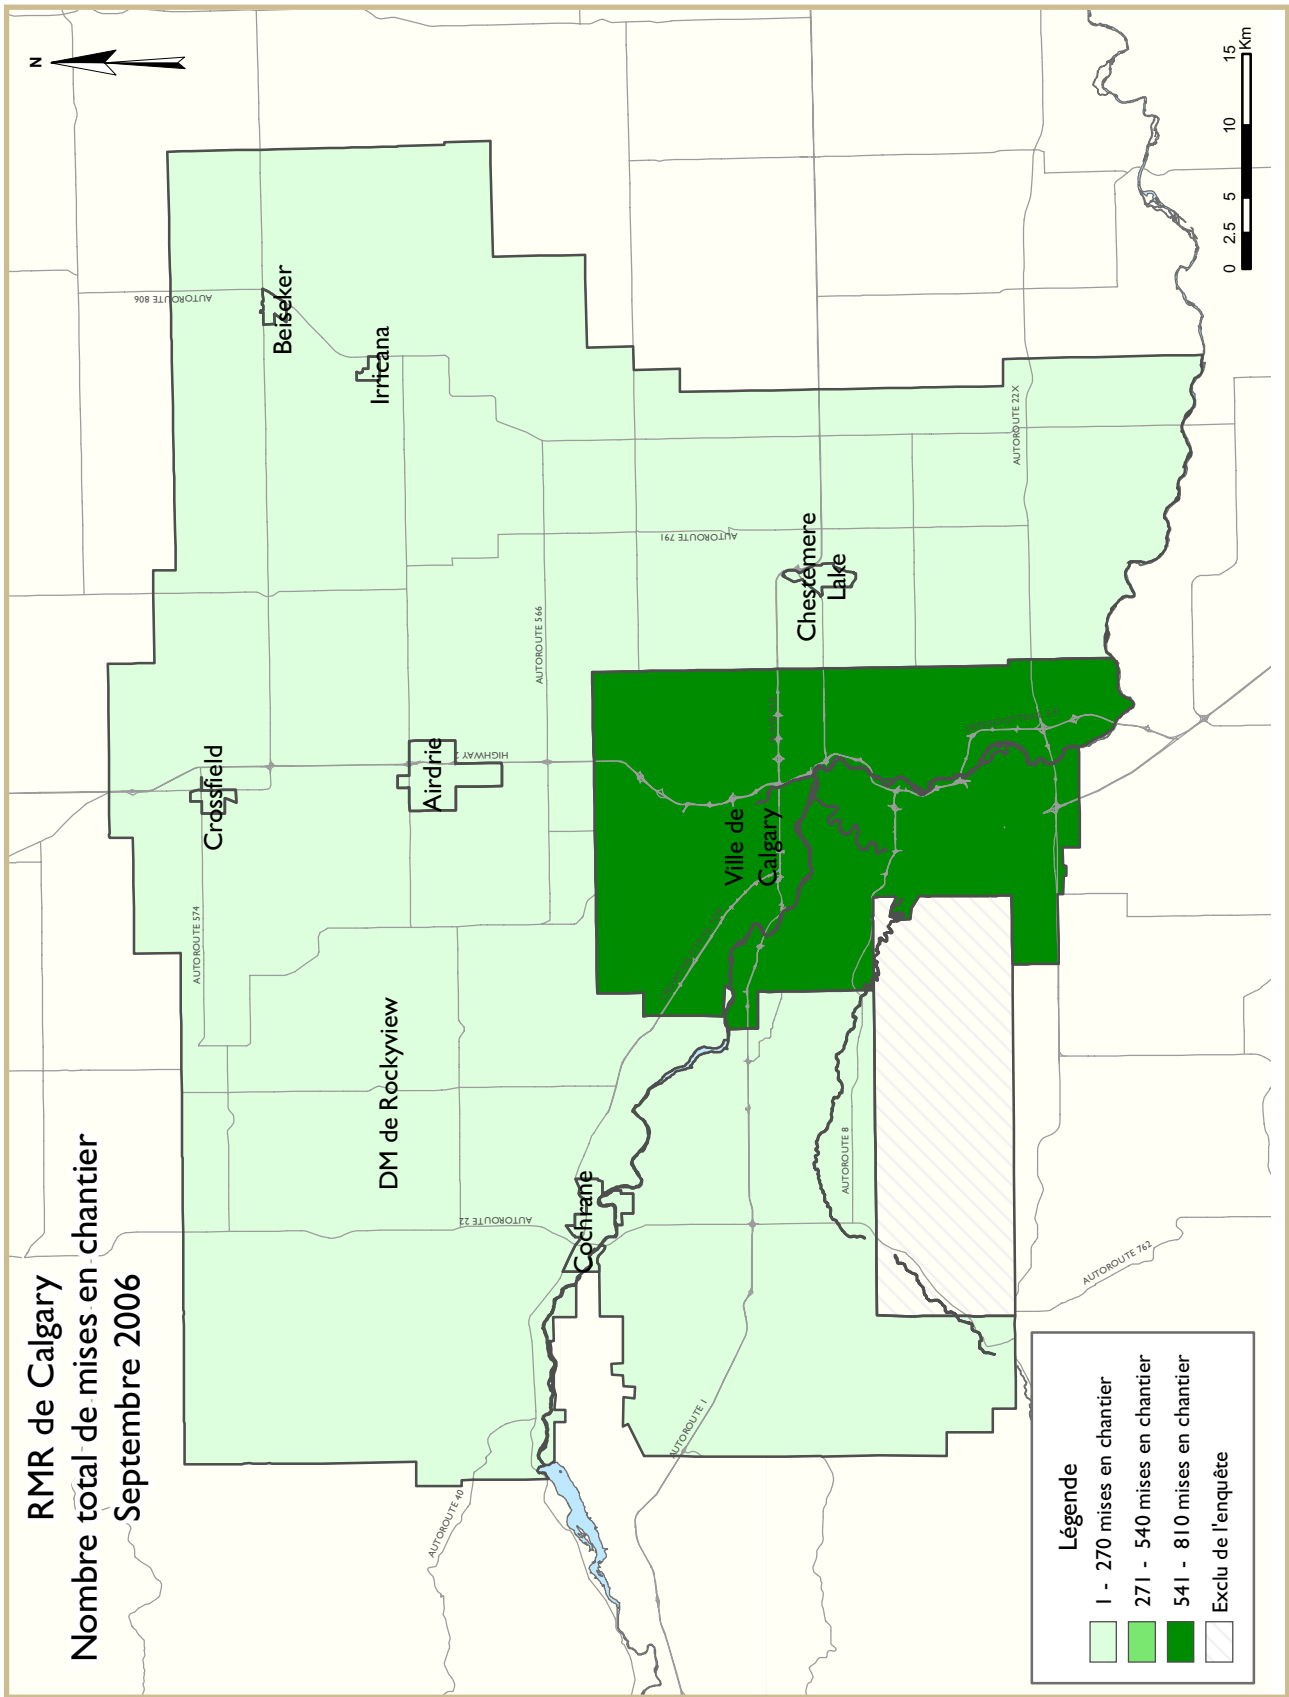 RMR de Calgary
Nombre total de mises en chantier
Septembre 2006
N
AUTOROUTE 806
Beiseker
Irricana
Crossfield
AUTOROUTE 574
Airdrie
HIGHWAY 2
AUTOROUTE 566
DM de Rockyview
AUTOROUTE 22
Cochrane
AUTOROUTE 40
AUTOROUTE 1
AUTOROUTE 791
Chestemere
Lake
Ville de
Calgary
AUTOROUTE 8
AUTOROUTE 22X
AUTOROUTE 762
Légende
1 - 270 mises en chantier
271 - 540 mises en chantier
541 - 810 mises en chantier
Exclu de l'enquête
0 2.5 5 10 15
Km